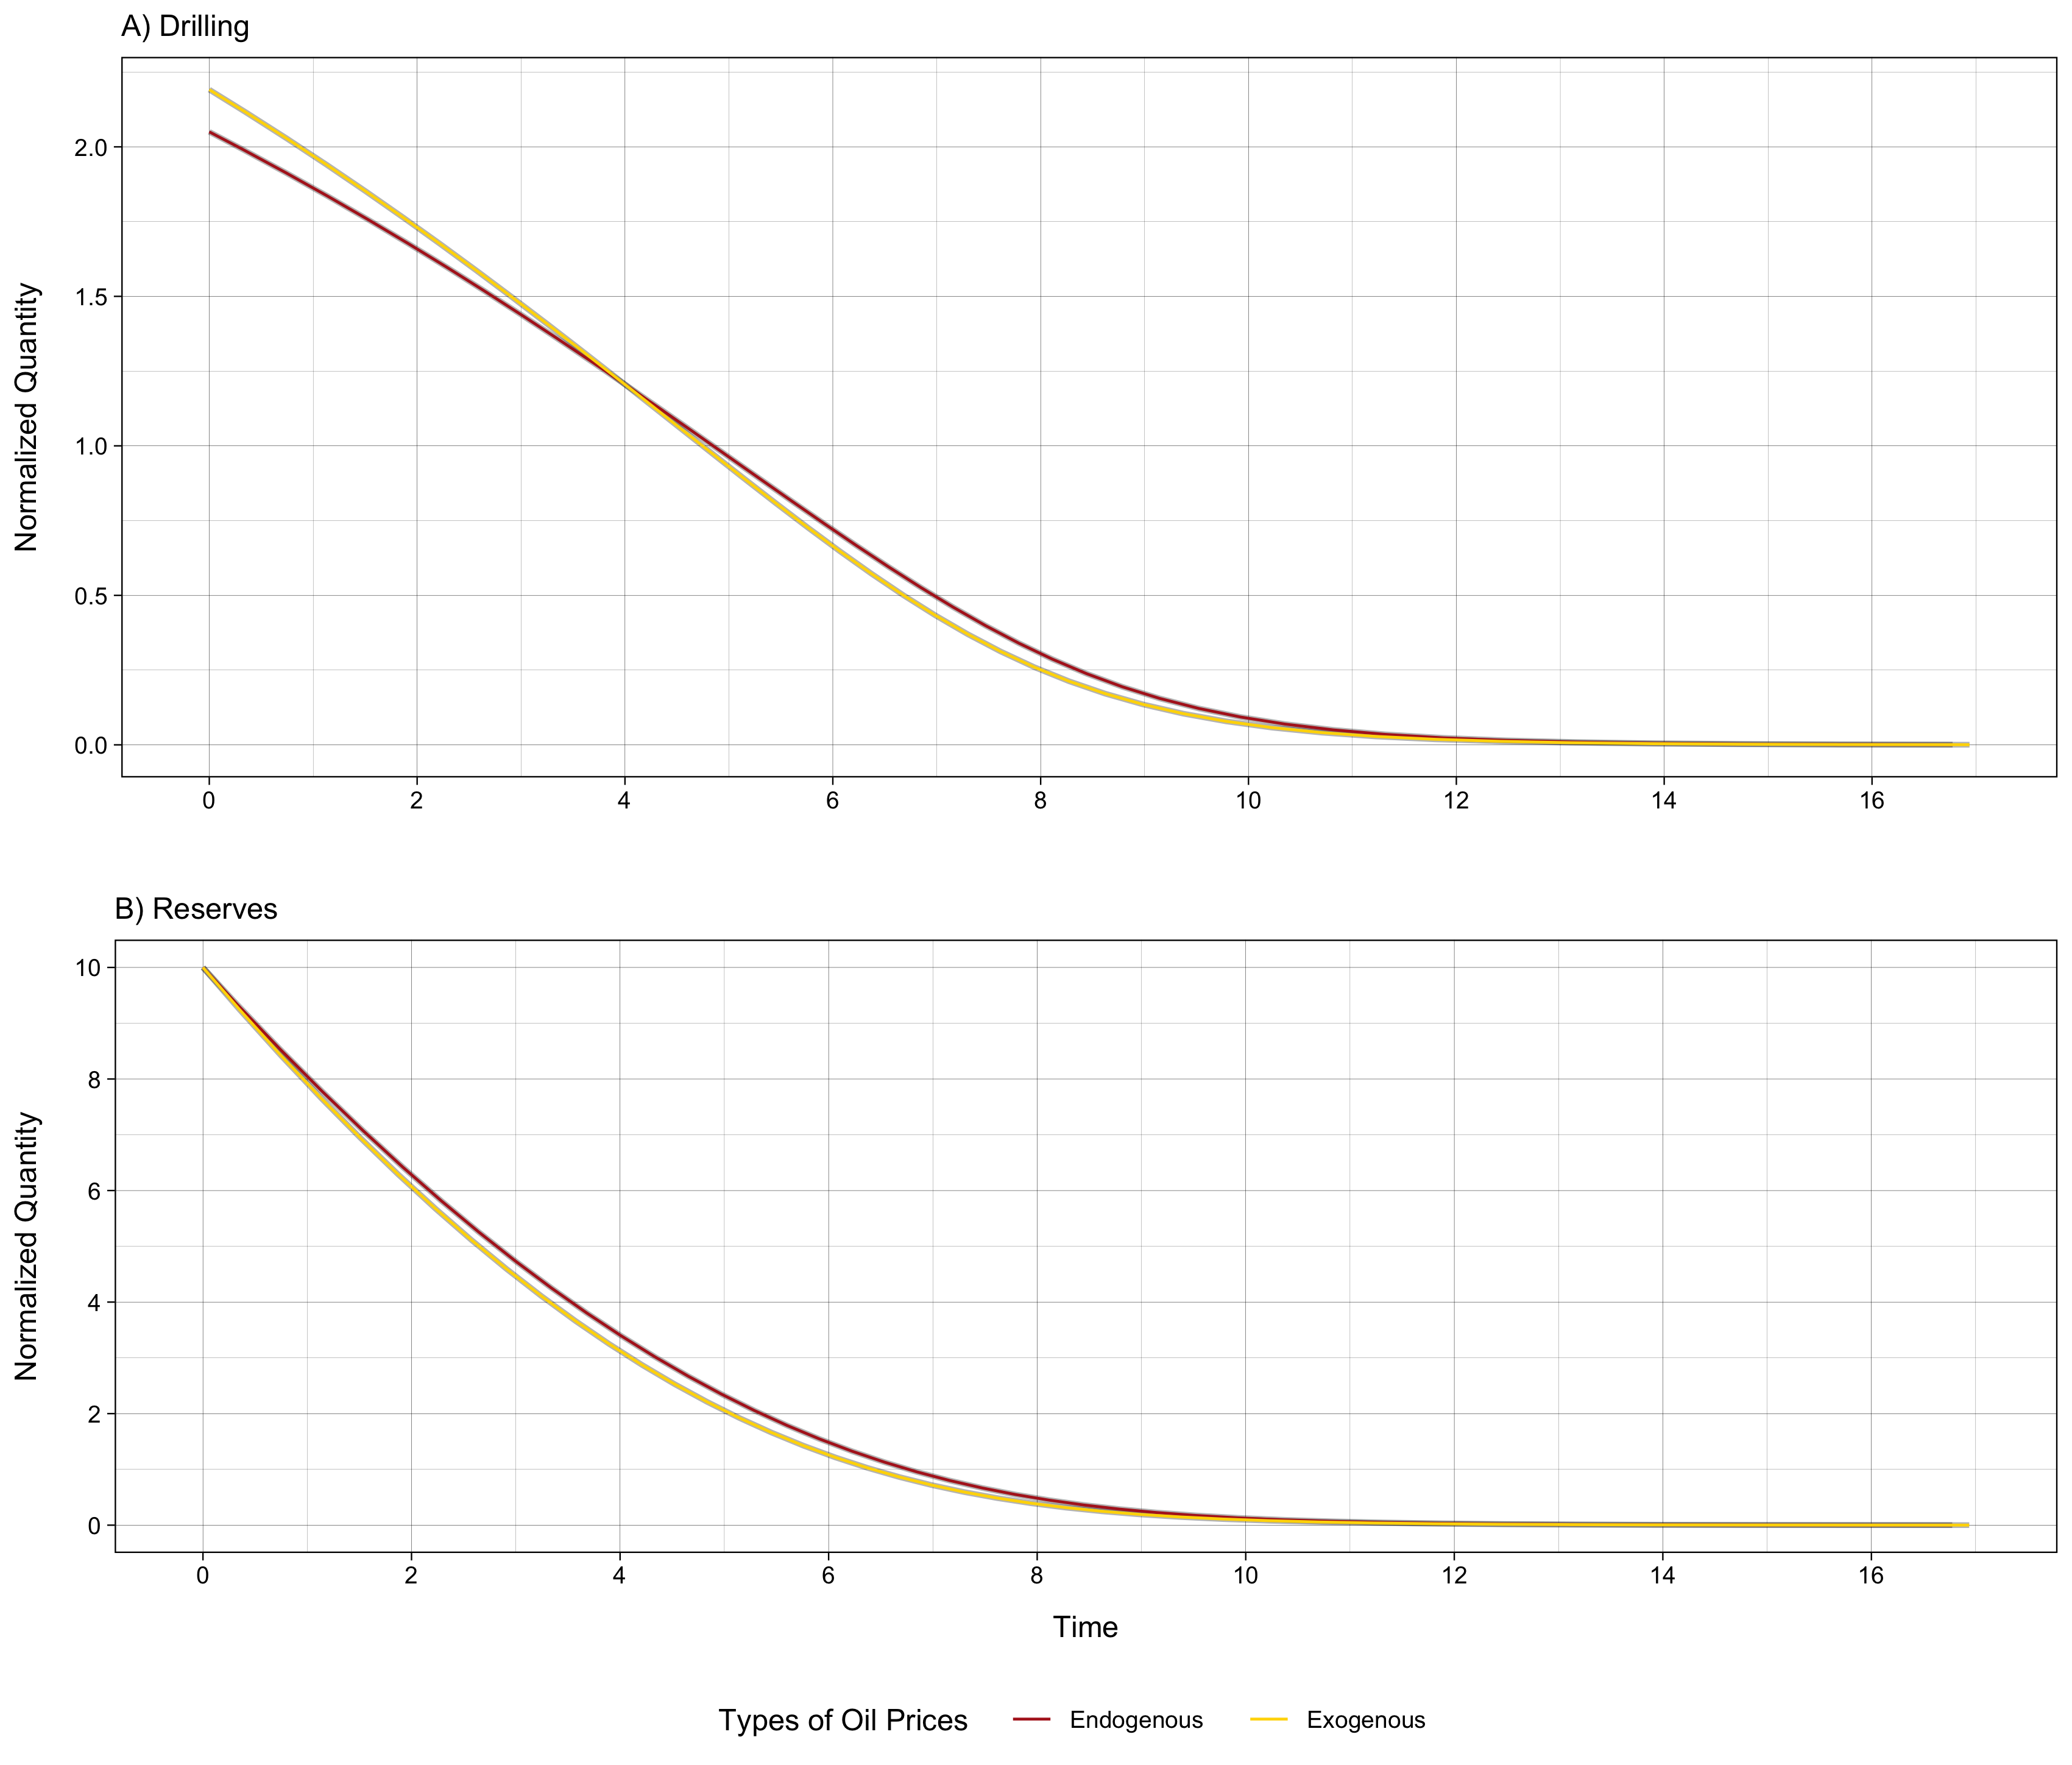 A) Drilling
Normalized Quantity
2.0
1.5
1.0
0.5
0.0
0 2 4 6 8 10 12 14 16
B) Reserves
Normalized Quantity
10
8
6
4
2
0
0 2 4 6 8 10 12 14 16
Time
Types of Oil Prices Endogenous Exogenous